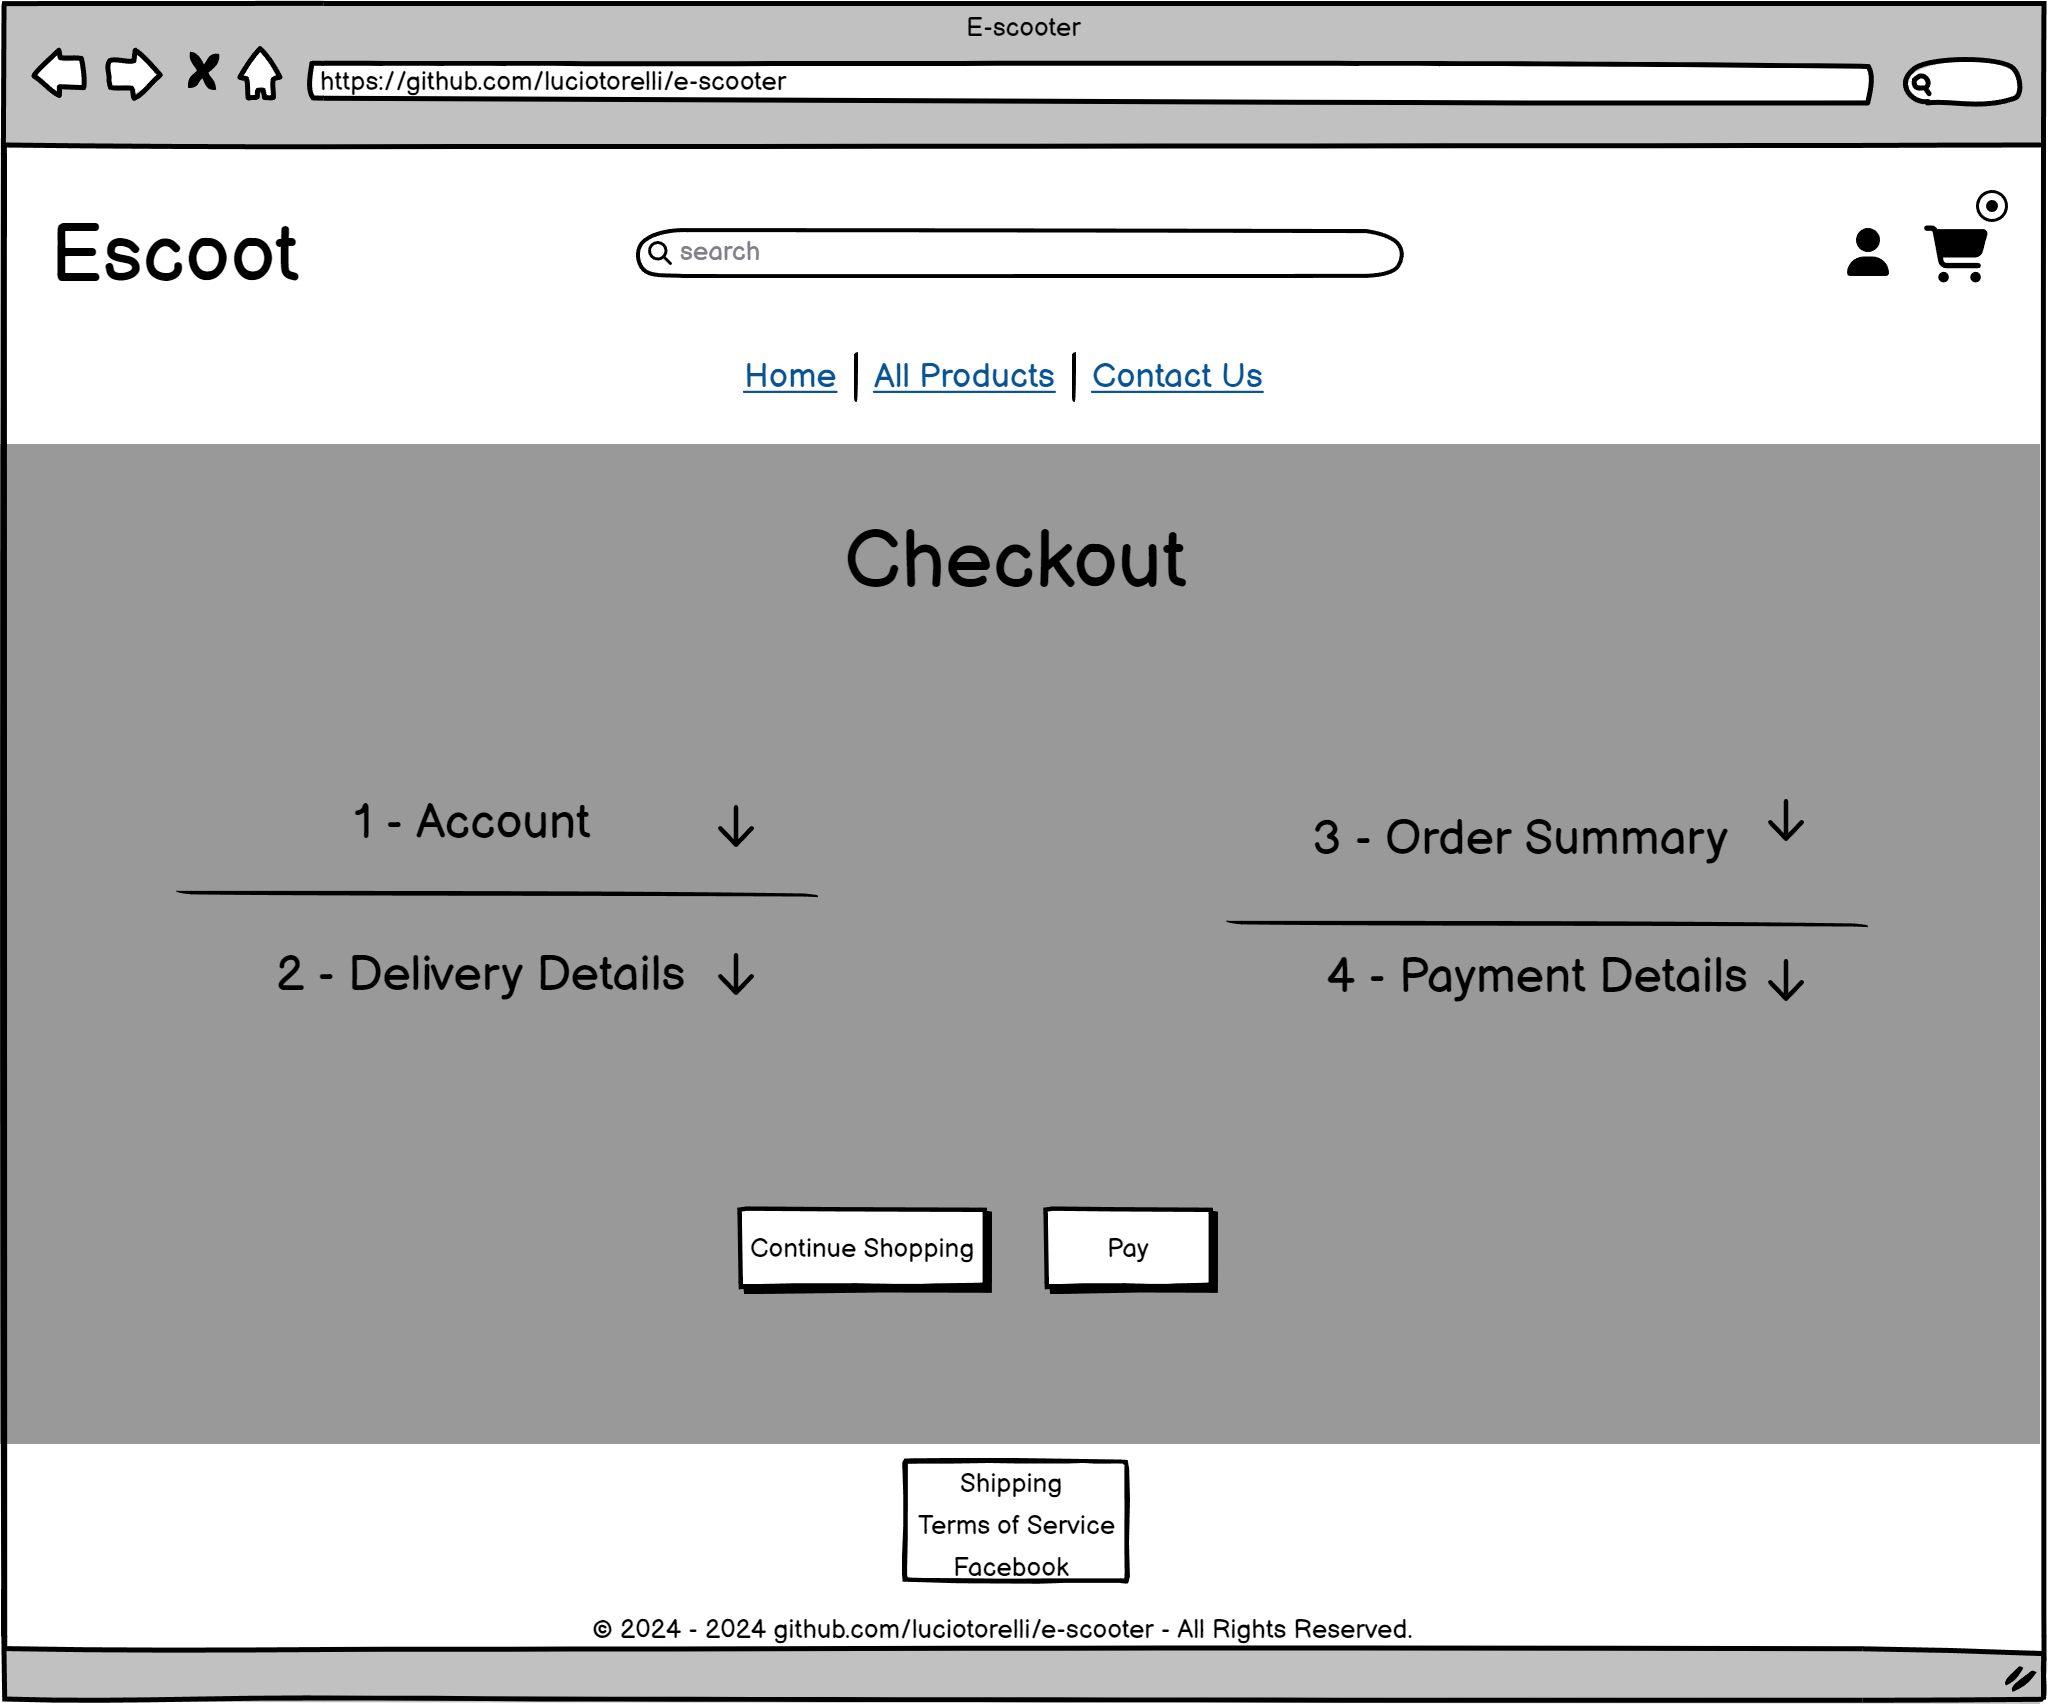 E-scooter
https://github.com/luciotorelli/e-scooter
Escoot
search
Home
All Products
Contact Us
Checkout
1 - Account
2 - Delivery Details
3 - Order Summary
4 - Payment Details
Continue Shopping
Pay
Shipping
Terms of Service
Facebook
© 2024 - 2024 github.com/luciotorelli/e-scooter - All Rights Reserved.